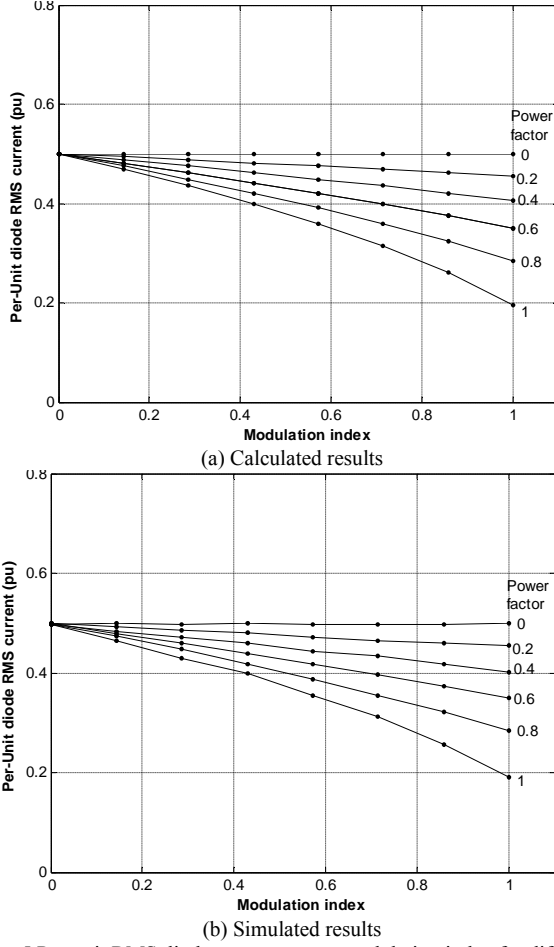 0.8
0.6
0.4
0.2
0
Per-Unit diode RMS current (pu)
Power
factor
0
0.2
0.4
0.6
0.8
1
0 0.2 0.4 0.6 0.8 1
Modulation index
(a) Calculated results
0.8
0.6
0.4
0.2
0
Per-Unit diode RMS current (pu)
Power
factor
0
0.2
0.4
0.6
0.8
1
0 0.2 0.4 0.6 0.8 1
Modulation index
(b) Simulated results